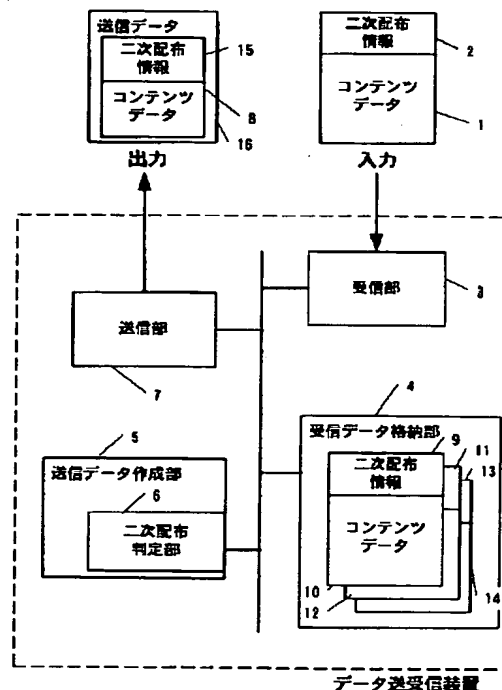 送信データ
二次配布
情報
15
コンテンツ
データ
8
16
出力
二次配布
情報
2
コンテンツ
データ
1
入力
送信部
7
受信部
3
4
5
送信データ作成部
6
二次配布
判定部
受信データ格納部
9
11
13
二次配布
情報
コンテンツ
データ
10
12
14
データ送受信装置